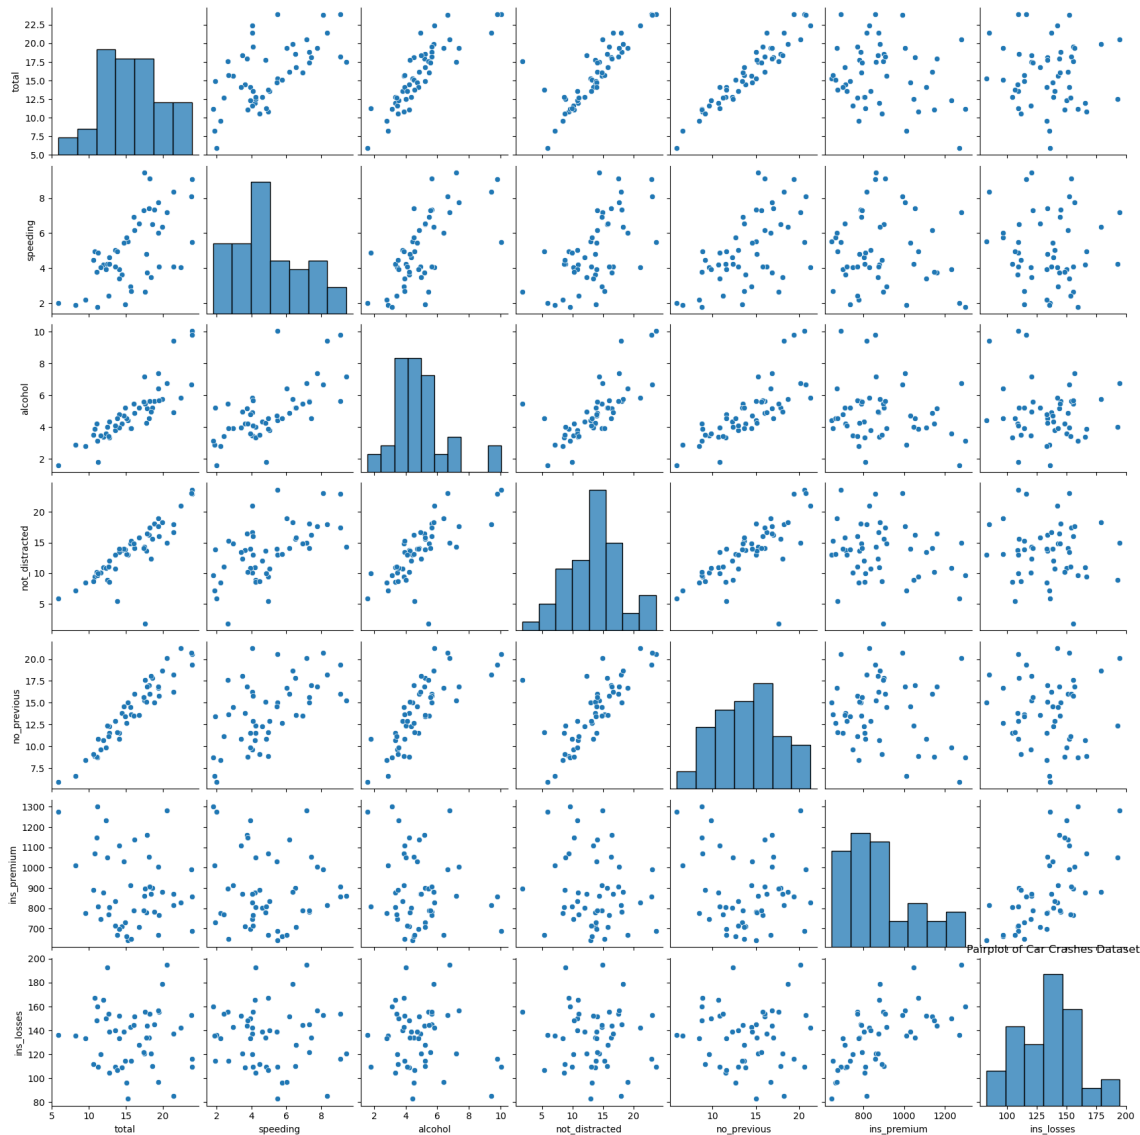 22.5
20.0
17.5
15.0
12.5
10.0
7.5
5.0
total
8
6
4
2
speeding
10
8
6
4
2
alcohol
20
15
10
5
not_distracted
20.0
17.5
15.0
12.5
10.0
7.5
no_previous
1300
1200
1100
1000
900
800
700
ins_premium
Pairplot of Car Crashes Dataset
200
180
160
140
120
100
80
ins_losses
5 10 15 20
2 4 6 8
2 4 6 8 10
5 10 15 20
10 15 20
800 1000 1200
100 125 150 175 200
total speeding alcohol not_distracted no_previous ins_premium ins_losses